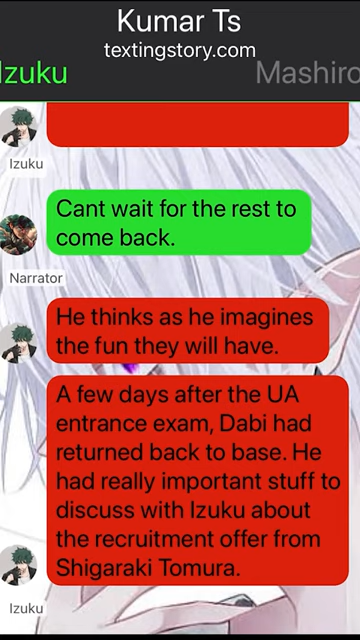 Kumar Ts
textingstory.com
Izuku
Mashiro
Izuku
Cant wait for the rest to
come back.
Narrator
He thinks as he imagines
the fun they will have.
A few days after the UA
entrance exam, Dabi had
returned back to base. He
had really important stuff to
discuss with Izuku about
the recruitment offer from
Shigaraki Tomura.
Izuku